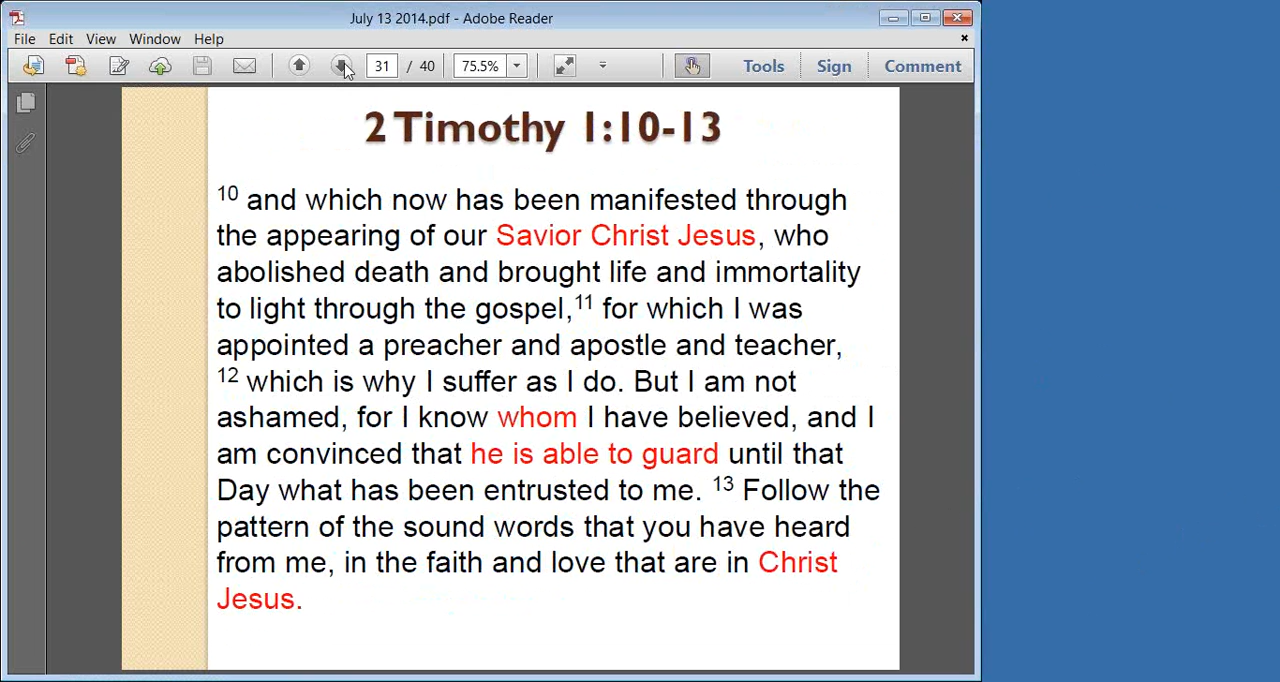 July 13 2014.pdf - Adobe Reader
File Edit View Window Help
31 / 40 75.5% Tools Sign Comment
2 Timothy 1:10-13
10 and which now has been manifested through
the appearing of our Savior Christ Jesus, who
abolished death and brought life and immortality
to light through the gospel,11 for which I was
appointed a preacher and apostle and teacher,
12 which is why I suffer as I do. But I am not
ashamed, for I know whom I have believed, and I
am convinced that he is able to guard until that
Day what has been entrusted to me. 13 Follow the
pattern of the sound words that you have heard
from me, in the faith and love that are in Christ
Jesus.